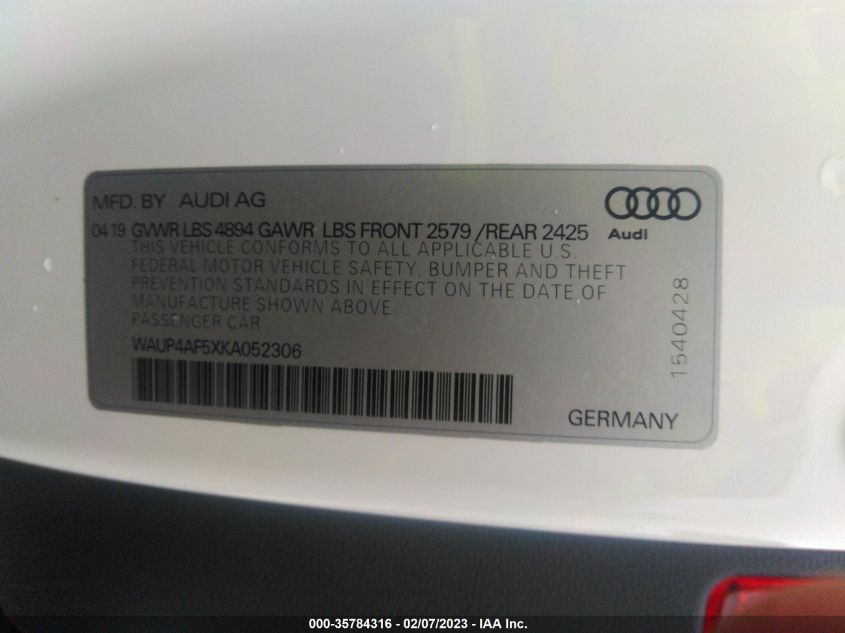 MFD. BY AUDI AG
Audi
04 19 GVWR LBS 4894 GAWR LBS FRONT 2579 /REAR 2425
THIS VEHICLE CONFORMS TO ALL APPLICABLE U.S.
FEDERAL MOTOR VEHICLE SAFETY, BUMPER AND THEFT
PREVENTION STANDARDS IN EFFECT ON THE DATE OF
MANUFACTURE SHOWN ABOVE
PASSENGER CAR
WAUP4AF5XKA052306
1540428
GERMANY
000-35784316 - 02/07/2023 - IAA Inc.